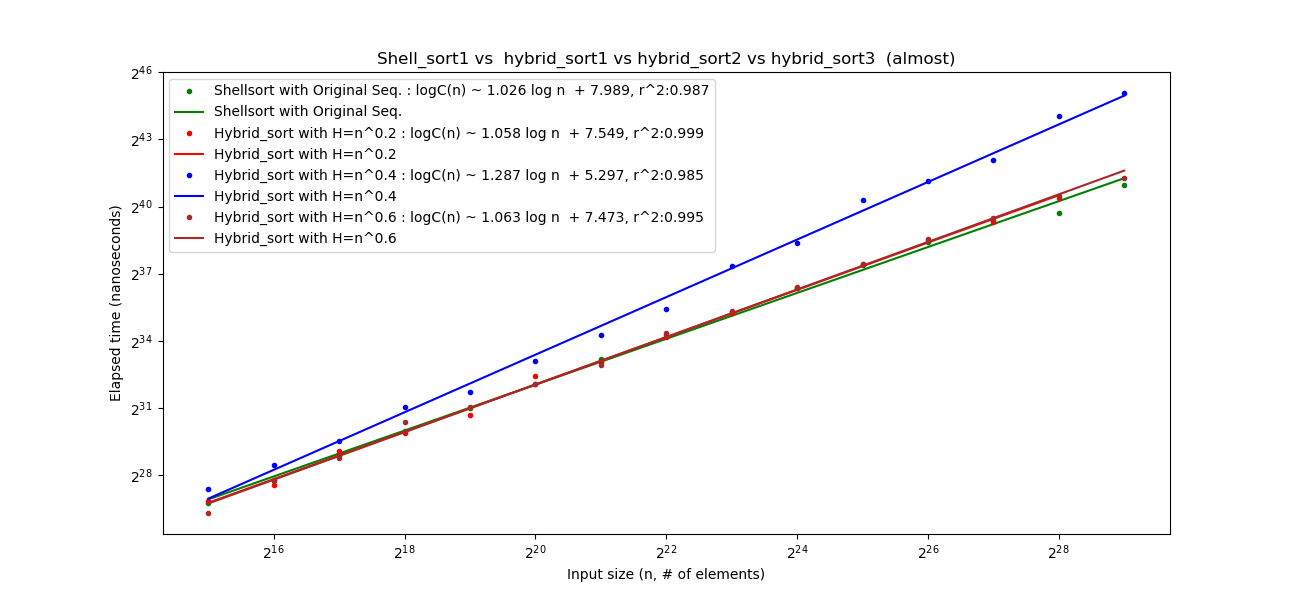 Shell_sort1 vs  hybrid_sort1 vs hybrid_sort2 vs hybrid_sort3  (almost)
Shellsort with Original Seq. : logC(n) ~ 1.026 log n  + 7.989, r^2:0.987
Shellsort with Original Seq.
Hybrid_sort with H=n^0.2 : logC(n) ~ 1.058 log n  + 7.549, r^2:0.999
Hybrid_sort with H=n^0.2
Hybrid_sort with H=n^0.4 : logC(n) ~ 1.287 log n  + 5.297, r^2:0.985
Hybrid_sort with H=n^0.4
Hybrid_sort with H=n^0.6 : logC(n) ~ 1.063 log n  + 7.473, r^2:0.995
Hybrid_sort with H=n^0.6
Elapsed time (nanoseconds)
2^46
2^43
2^40
2^37
2^34
2^31
2^28
2^16 2^18 2^20 2^22 2^24 2^26 2^28
Input size (n, # of elements)